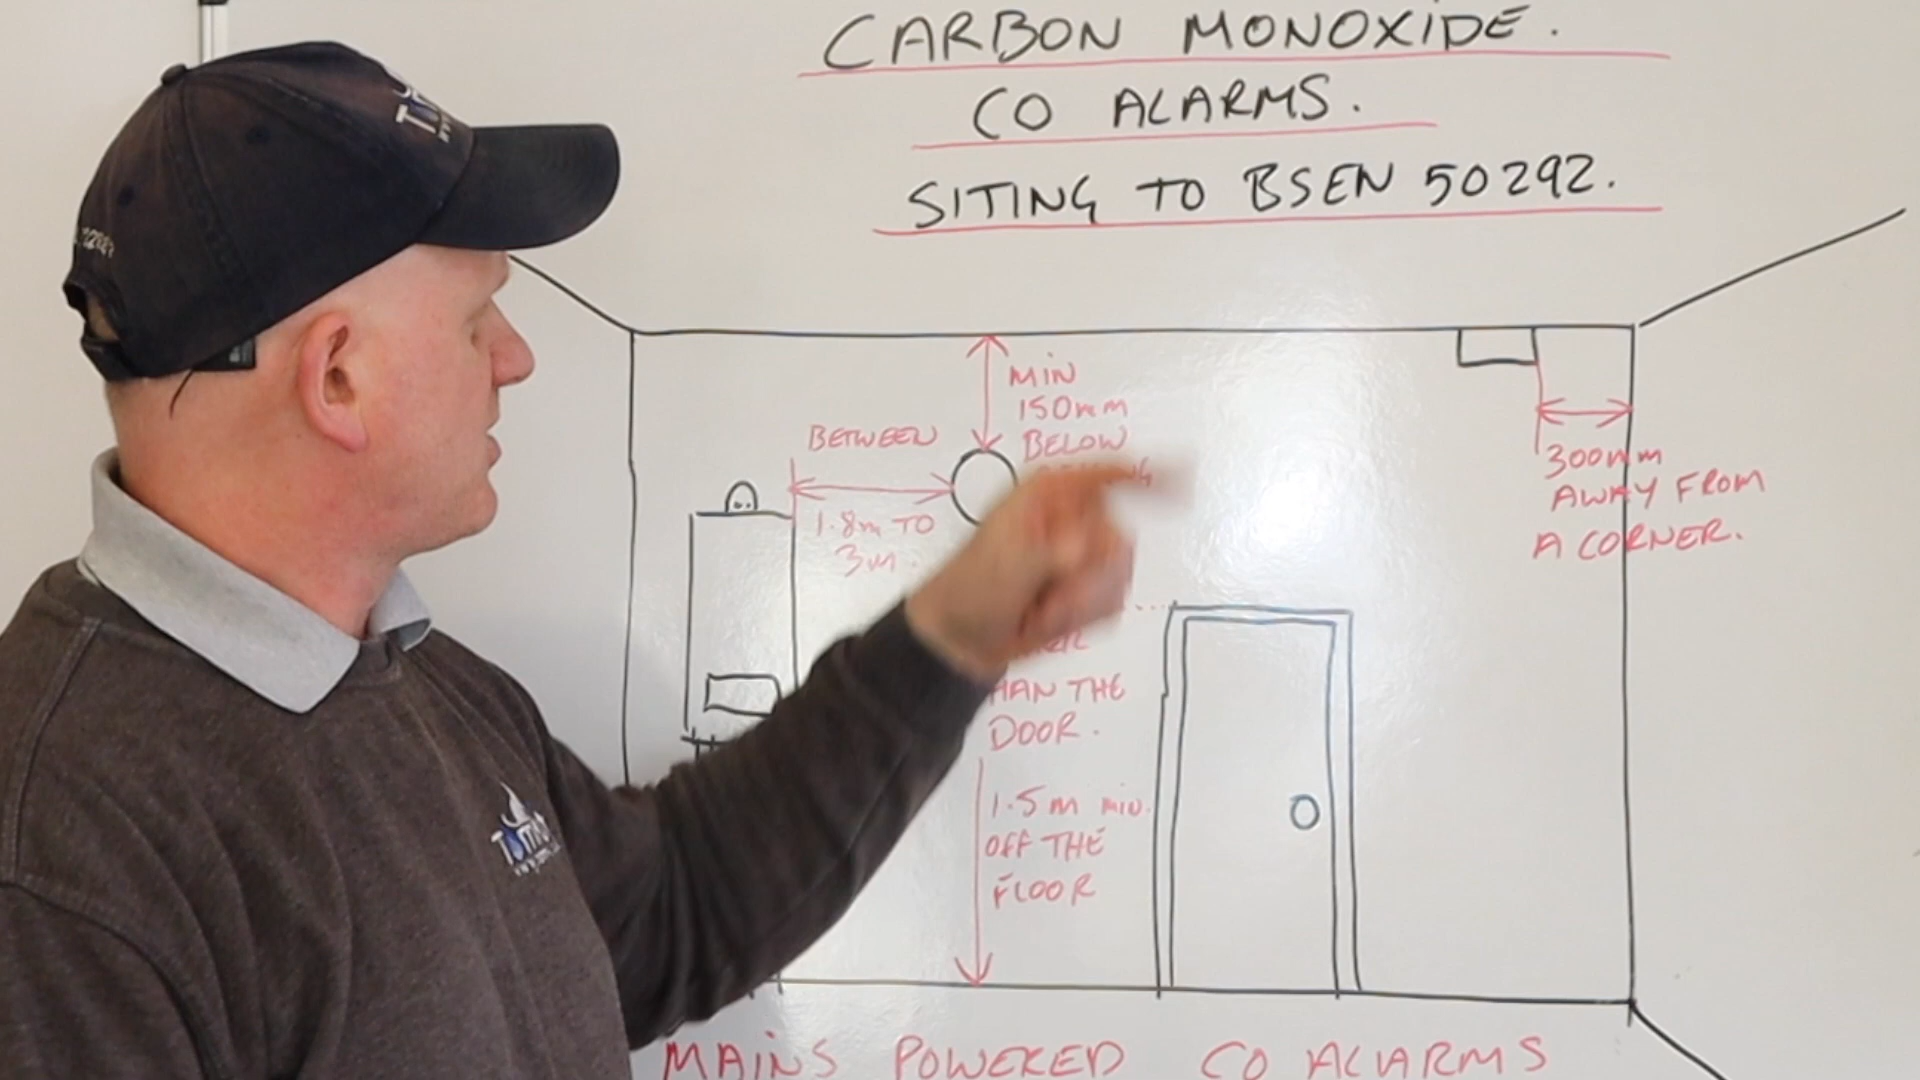 CARBON MONOXIDE.
CO ALARMS.
SITING TO BSEN 50292.
MIN
150mm
BELOW
BETWEEN
1.8m TO
3m.
300mm
AWAY FROM
A CORNER.
THE
DOOR.
1.5m MIN.
OFF THE
FLOOR
MAINS POWERED CO ALARMS